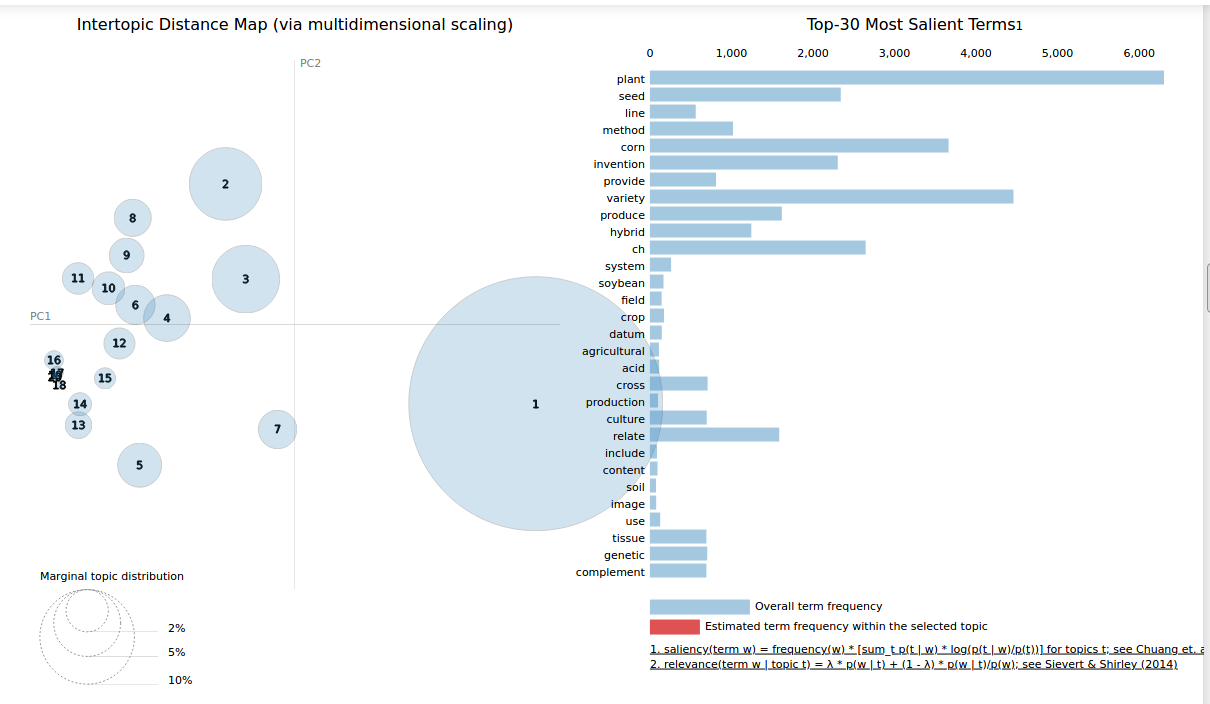 Intertopic Distance Map (via multidimensional scaling)
PC2
PC1
2
8
9
3
11
10
6
4
12
16
17
18
15
14
13
1
7
5
Marginal topic distribution
2%
5%
10%
Top-30 Most Salient Terms1
0 1,000 2,000 3,000 4,000 5,000 6,000
plant
seed
line
method
corn
invention
provide
variety
produce
hybrid
ch
system
soybean
field
crop
datum
agricultural
acid
cross
production
culture
relate
include
content
soil
image
use
tissue
genetic
complement
Overall term frequency
Estimated term frequency within the selected topic
1. saliency(term w) = frequency(w) * [sum_t p(t | w) * log(p(t | w)/p(t))] for topics t; see Chuang et. a
2. relevance(term w | topic t) = λ * p(w | t) + (1 - λ) * p(w | t)/p(w); see Sievert & Shirley (2014)